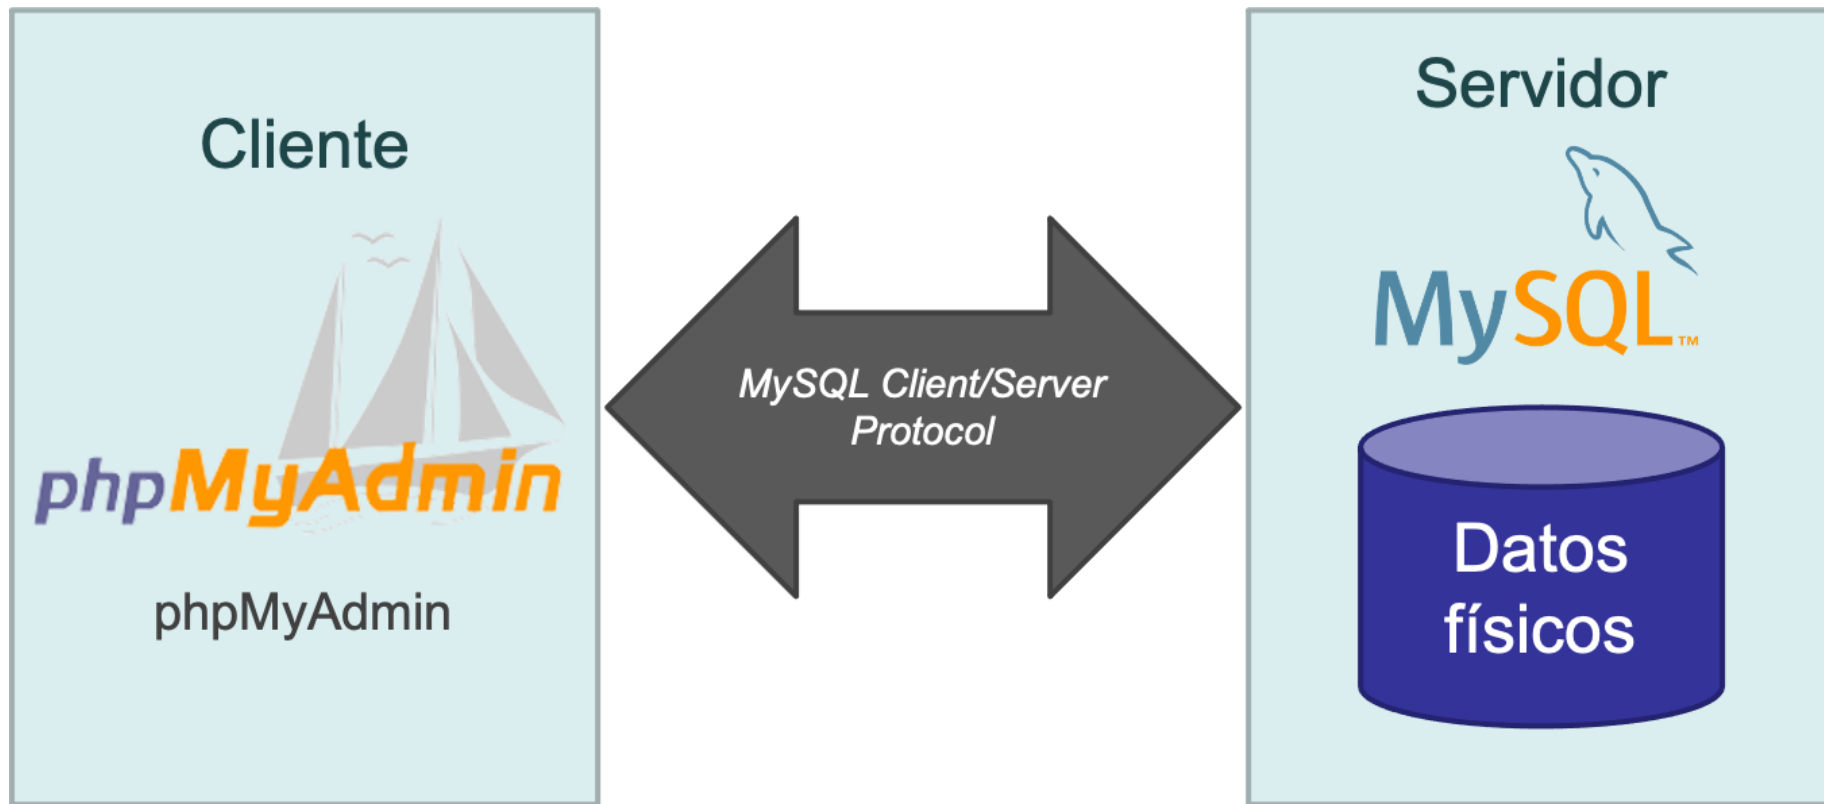 Cliente
phpMyAdmin
phpMyAdmin
MySQL Client/Server
Protocol
Servidor
MySQL™
Datos
físicos